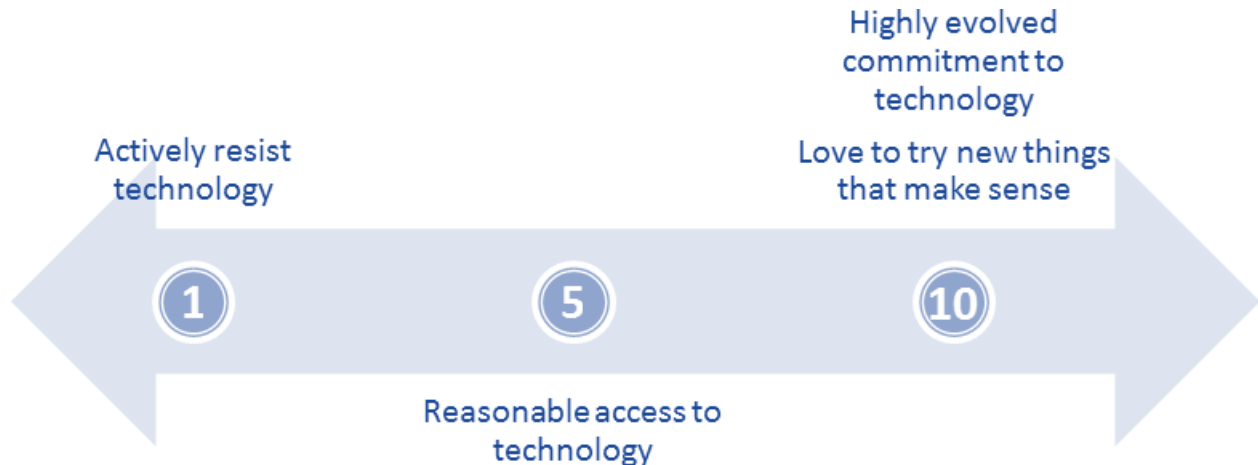 Highly evolved
commitment to
technology
Actively resist
technology
Love to try new things
that make sense
1
5
10
Reasonable access to
technology